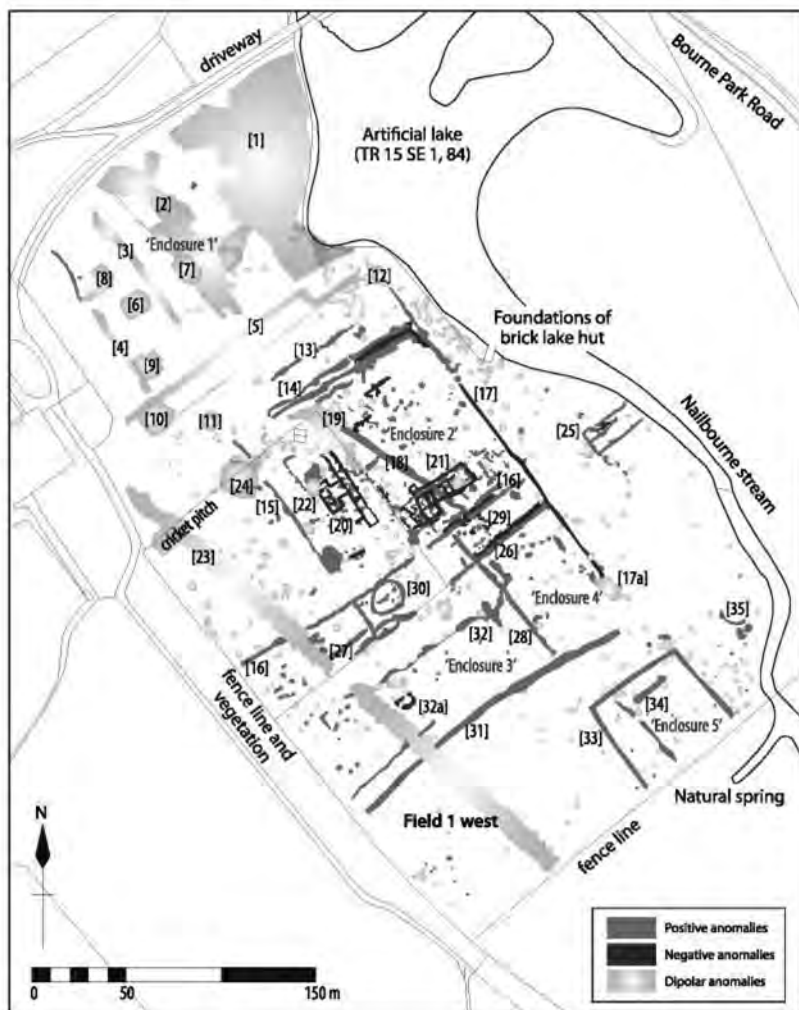 driveway
Bourne Park Road
[1]
Artificial lake
(TR 15 SE 1, 84)
[2]
'Enclosure 1'
[3]
[7]
[8]
[6]
[12]
[5]
Foundations of
brick lake hut
[4]
[13]
[9]
[14]
[17]
[10]
[11]
[19]
'Enclosure 2'
[25]
Nailbourne stream
[18]
[21]
[16]
[24]
[22]
[15]
[20]
[29]
cricket pitch
[26]
[23]
[30]
[17a]
'Enclosure 4'
[35]
[32]
[28]
[27]
[16]
'Enclosure 3'
[32a]
[34]
[31]
'Enclosure 5'
[33]
fence line and
vegetation
Natural spring
N
Field 1 west
fence line
Positive anomalies
Negative anomalies
Dipolar anomalies
0 50 150 m